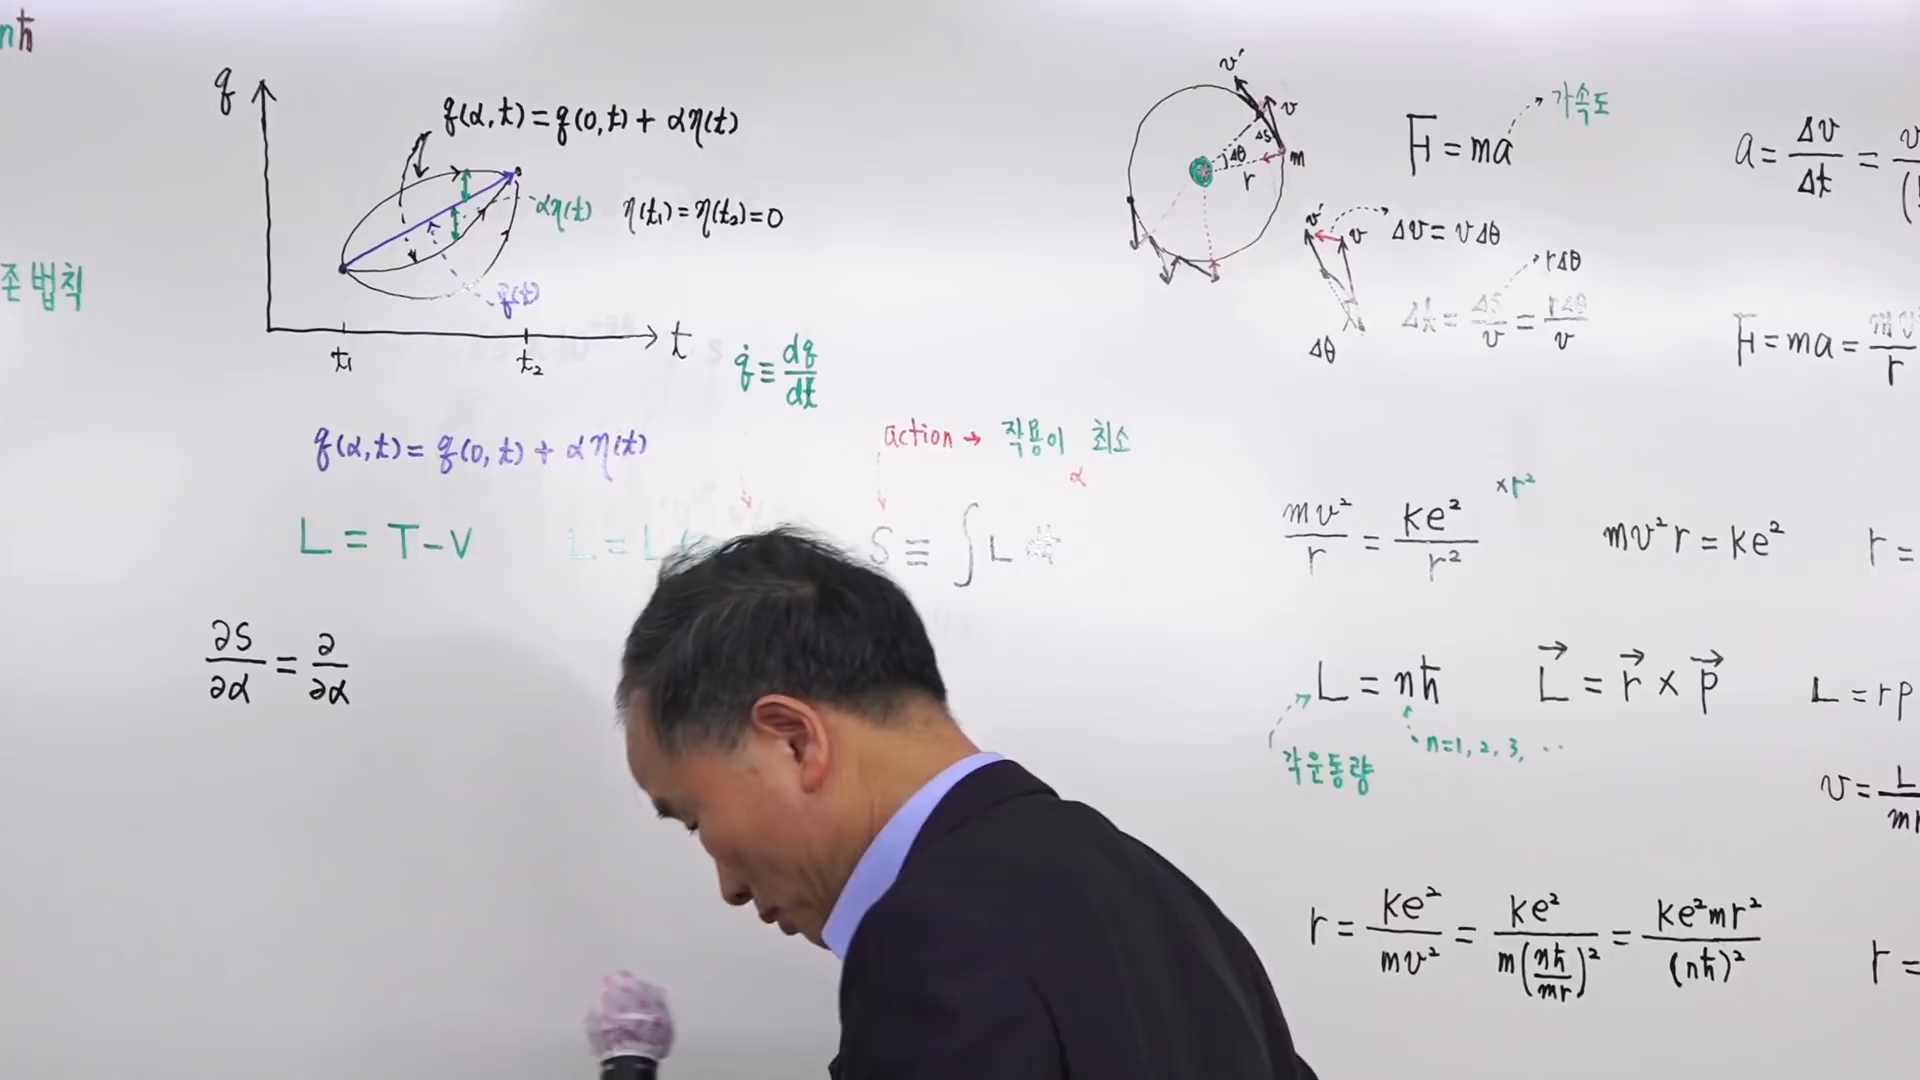 nħ
존 법칙
q
q(α,t)=q(0,t)+αη(t)
αη(t) η(t₁)=η(t₂)=0
q(t)
t₁ t₂ t
q̇≡dq/dt
q(α,t)=q(0,t)+αη(t)
action → 작용이 최소
α
L=T-V
L=L
S≡∫L dt
∂S/∂α=∂/∂α
v'
v
Δs
Δθ
m
r
F=ma
가속도
a=Δv/Δt=
v' v Δv=vΔθ
rΔθ
Δt=Δs/v=rΔθ/v
Δθ
F=ma=mv²/r
mv²/r=ke²/r² ×r²
mv²r=ke²
r=
L=nħ
L⃗=r⃗×p⃗
L=rp
각운동량
n=1, 2, 3, ..
v=L/mr
r=ke²/mv²=ke²/m(nħ/mr)²=ke²mr²/(nħ)²
r=